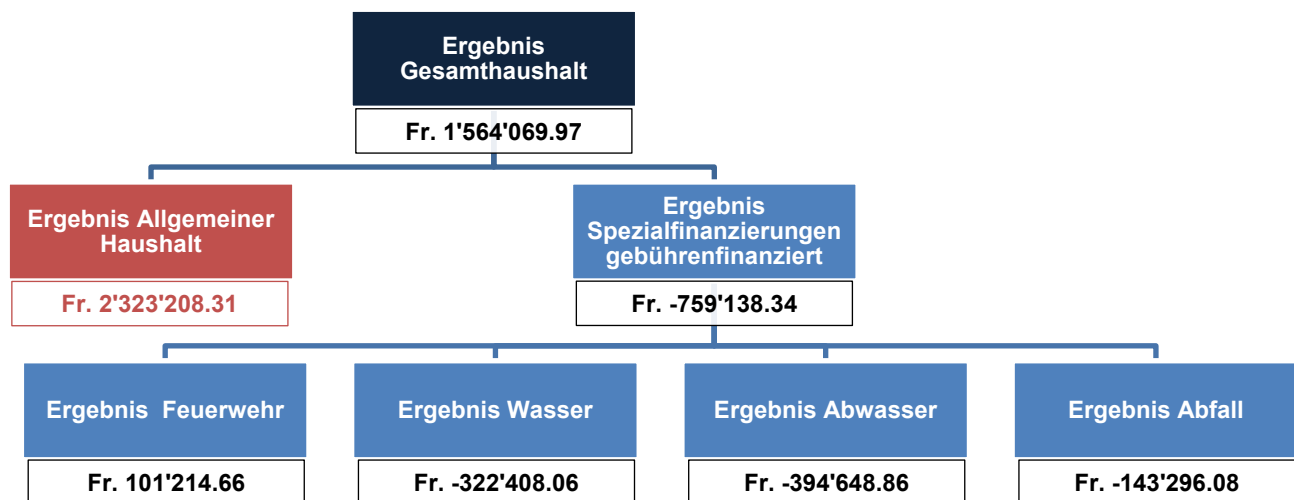 Ergebnis
Gesamthaushalt
Fr. 1'564'069.97
Ergebnis Allgemeiner
Haushalt
Fr. 2'323'208.31
Ergebnis
Spezialfinanzierungen
gebührenfinanziert
Fr. -759'138.34
Ergebnis Feuerwehr
Fr. 101'214.66
Ergebnis Wasser
Fr. -322'408.06
Ergebnis Abwasser
Fr. -394'648.86
Ergebnis Abfall
Fr. -143'296.08